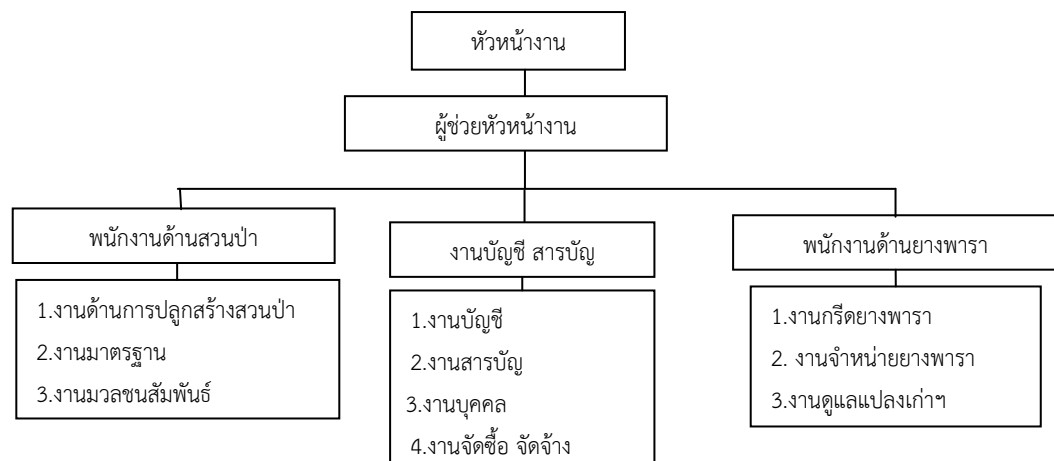 หัวหน้างาน
ผู้ช่วยหัวหน้างาน
พนักงานด้านสวนป่า
1.งานด้านการปลูกสร้างสวนป่า
2.งานมาตรฐาน
3.งานมวลชนสัมพันธ์
งานบัญชี สารบัญ
1.งานบัญชี
2.งานสารบัญ
3.งานบุคคล
4.งานจัดซื้อ จัดจ้าง
พนักงานด้านยางพารา
1.งานกรีดยางพารา
2. งานจำหน่ายยางพารา
3.งานดูแลแปลงเก่าฯ